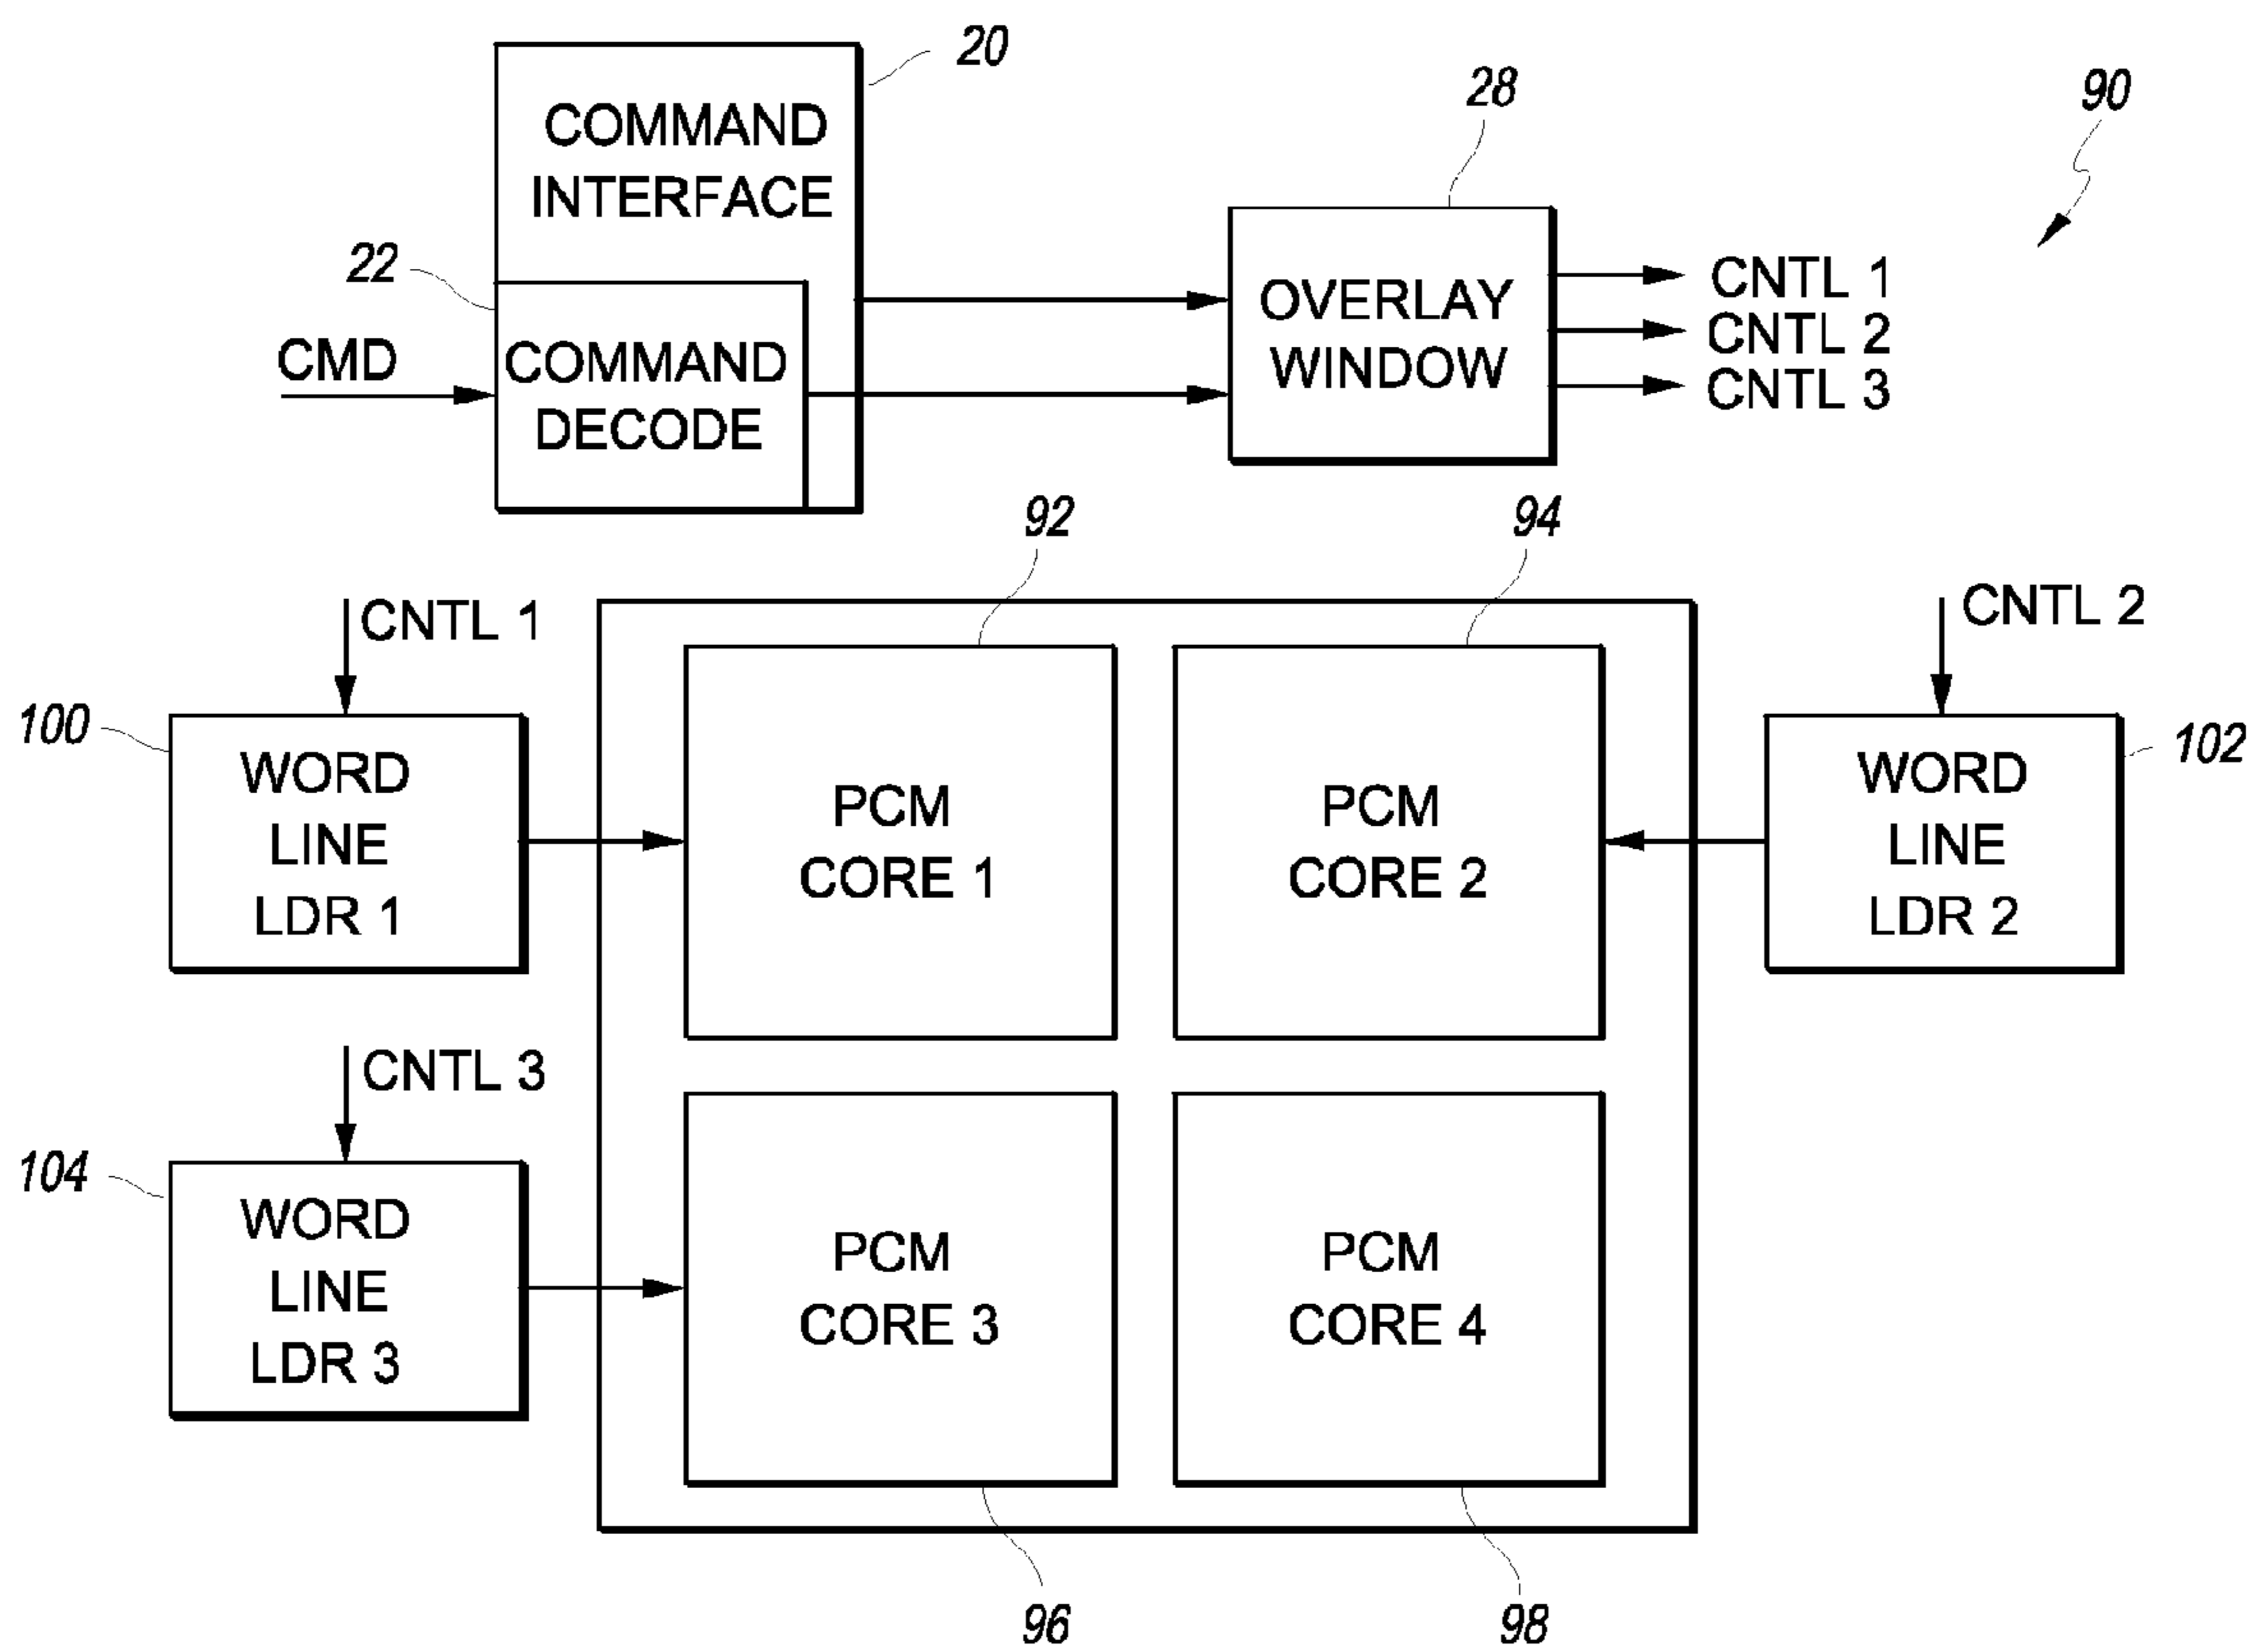 20
COMMAND
INTERFACE
28
90
22
CMD
COMMAND
DECODE
OVERLAY
WINDOW
CNTL 1
CNTL 2
CNTL 3
92
94
CNTL 1
CNTL 2
100
WORD
LINE
LDR 1
PCM
CORE 1
PCM
CORE 2
102
WORD
LINE
LDR 2
CNTL 3
104
WORD
LINE
LDR 3
PCM
CORE 3
PCM
CORE 4
96
98